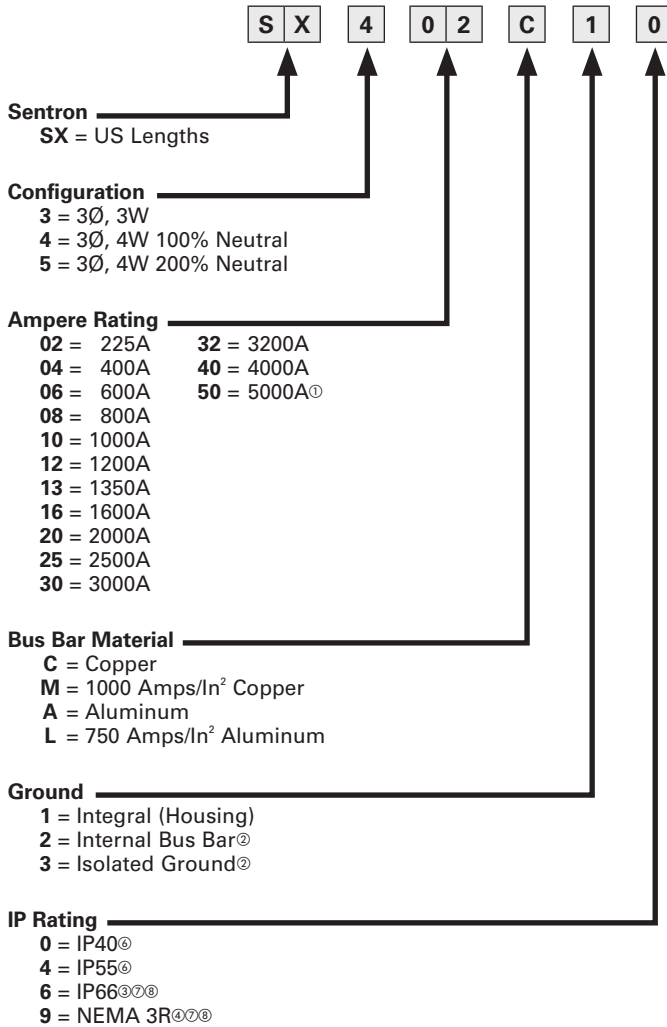 S X 4 0 2 C 1 0
Sentron
SX = US Lengths
Configuration
3 = 3Ø, 3W
4 = 3Ø, 4W 100% Neutral
5 = 3Ø, 4W 200% Neutral
Ampere Rating
02 = 225A 32 = 3200A
04 = 400A 40 = 4000A
06 = 600A 50 = 5000A①
08 = 800A
10 = 1000A
12 = 1200A
13 = 1350A
16 = 1600A
20 = 2000A
25 = 2500A
30 = 3000A
Bus Bar Material
C = Copper
M = 1000 Amps/In² Copper
A = Aluminum
L = 750 Amps/In² Aluminum
Ground
1 = Integral (Housing)
2 = Internal Bus Bar②
3 = Isolated Ground②
IP Rating
0 = IP40⑥
4 = IP55⑥
6 = IP66③⑦⑧
9 = NEMA 3R④⑦⑧